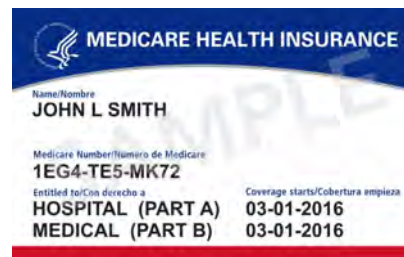 MEDICARE HEALTH INSURANCE
Name/Nombre
JOHN L SMITH
Medicare Number/Número de Medicare
1EG4-TE5-MK72
Entitled to/Con derecho a Coverage starts/Cobertura empieza
HOSPITAL (PART A) 03-01-2016
MEDICAL (PART B) 03-01-2016
SAMPLE